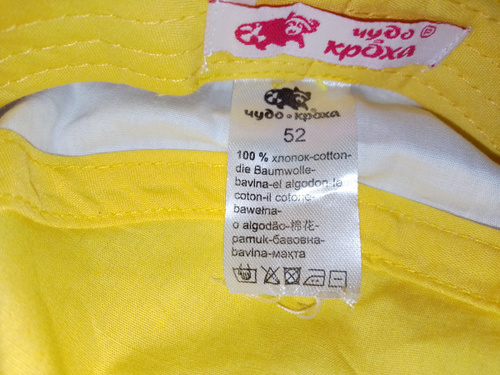 чудо ®
кроха
чудо•кроха
52
100 % хлопок-cotton-
die Baumwolle-
bavina-el algodon-le
coton-il cotone-
bawełna-
o algodão-棉花-
pamuk-бавовна-
bavina-мақта